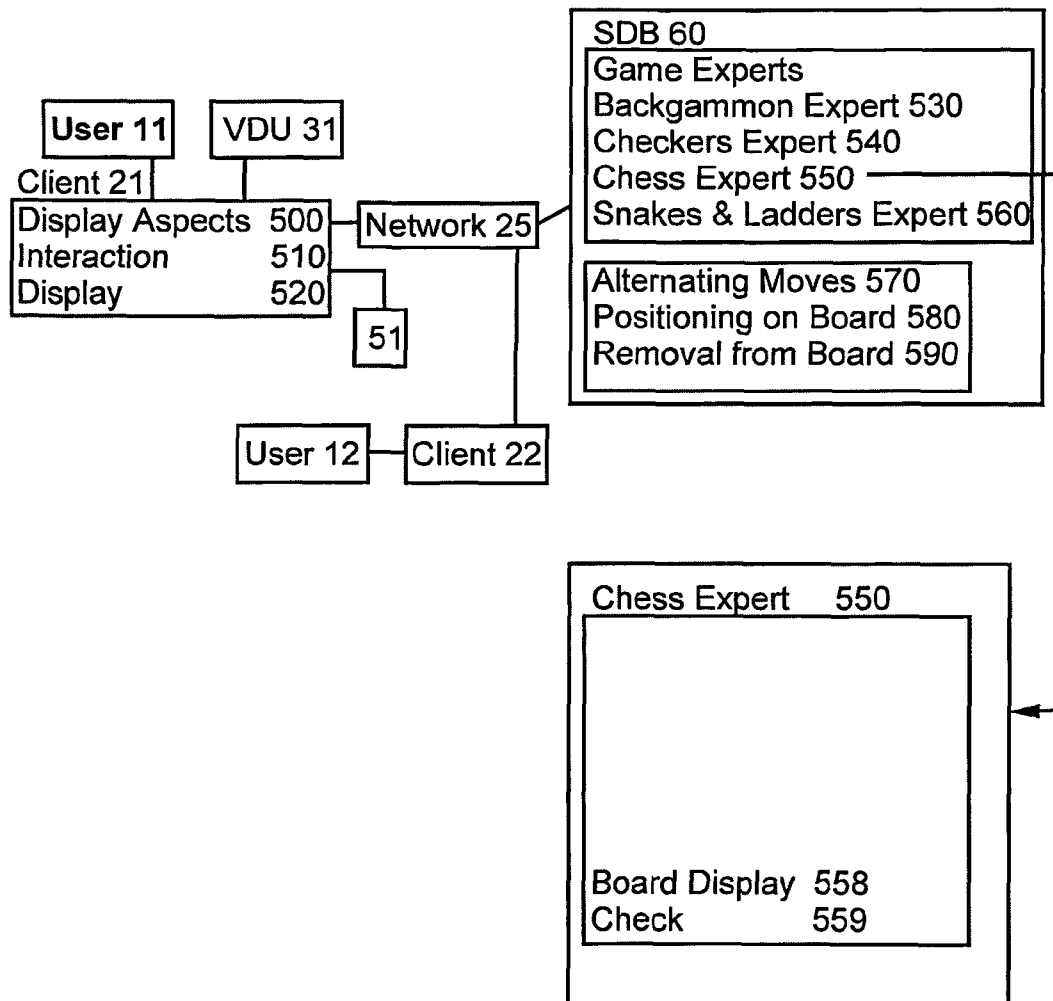 SDB 60
Game Experts
Backgammon Expert 530
Checkers Expert 540
Chess Expert 550
Snakes & Ladders Expert 560
Alternating Moves 570
Positioning on Board 580
Removal from Board 590
User 11
VDU 31
Client 21
Display Aspects 500
Interaction 510
Display 520
Network 25
51
User 12
Client 22
Chess Expert 550
Board Display 558
Check 559